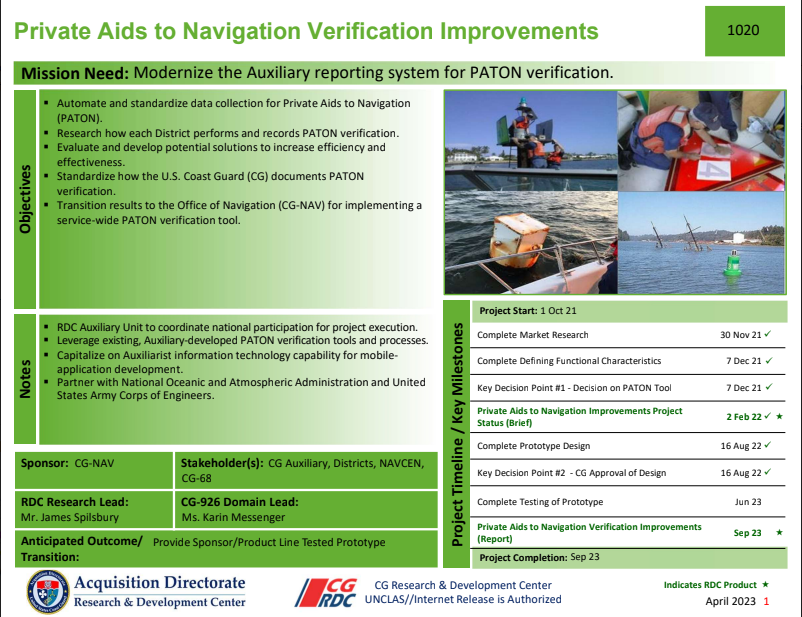 Private Aids to Navigation Verification Improvements
1020
Mission Need: Modernize the Auxiliary reporting system for PATON verification.
Objectives
▪ Automate and standardize data collection for Private Aids to Navigation
(PATON).
▪ Research how each District performs and records PATON verification.
▪ Evaluate and develop potential solutions to increase efficiency and
effectiveness.
▪ Standardize how the U.S. Coast Guard (CG) documents PATON
verification.
▪ Transition results to the Office of Navigation (CG-NAV) for implementing a
service-wide PATON verification tool.
4
Notes
▪ RDC Auxiliary Unit to coordinate national participation for project execution.
▪ Leverage existing, Auxiliary-developed PATON verification tools and processes.
▪ Capitalize on Auxiliarist information technology capability for mobile-
application development.
▪ Partner with National Oceanic and Atmospheric Administration and United
States Army Corps of Engineers.
Sponsor: CG-NAV
Stakeholder(s): CG Auxiliary, Districts, NAVCEN,
CG-68
RDC Research Lead:
Mr. James Spilsbury
CG-926 Domain Lead:
Ms. Karin Messenger
Anticipated Outcome/ Provide Sponsor/Product Line Tested Prototype
Transition:
Project Timeline / Key Milestones
Project Start: 1 Oct 21
Complete Market Research 30 Nov 21 ✓
Complete Defining Functional Characteristics 7 Dec 21 ✓
Key Decision Point #1 - Decision on PATON Tool 7 Dec 21 ✓
Private Aids to Navigation Improvements Project
Status (Brief) 2 Feb 22 ✓ ★
Complete Prototype Design 16 Aug 22 ✓
Key Decision Point #2 - CG Approval of Design 16 Aug 22 ✓
Complete Testing of Prototype Jun 23
Private Aids to Navigation Verification Improvements
(Report) Sep 23 ★
Project Completion: Sep 23
Acquisition Directorate
Research & Development Center
CG
RDC
CG Research & Development Center
UNCLAS//Internet Release is Authorized
Indicates RDC Product ★
April 2023 1